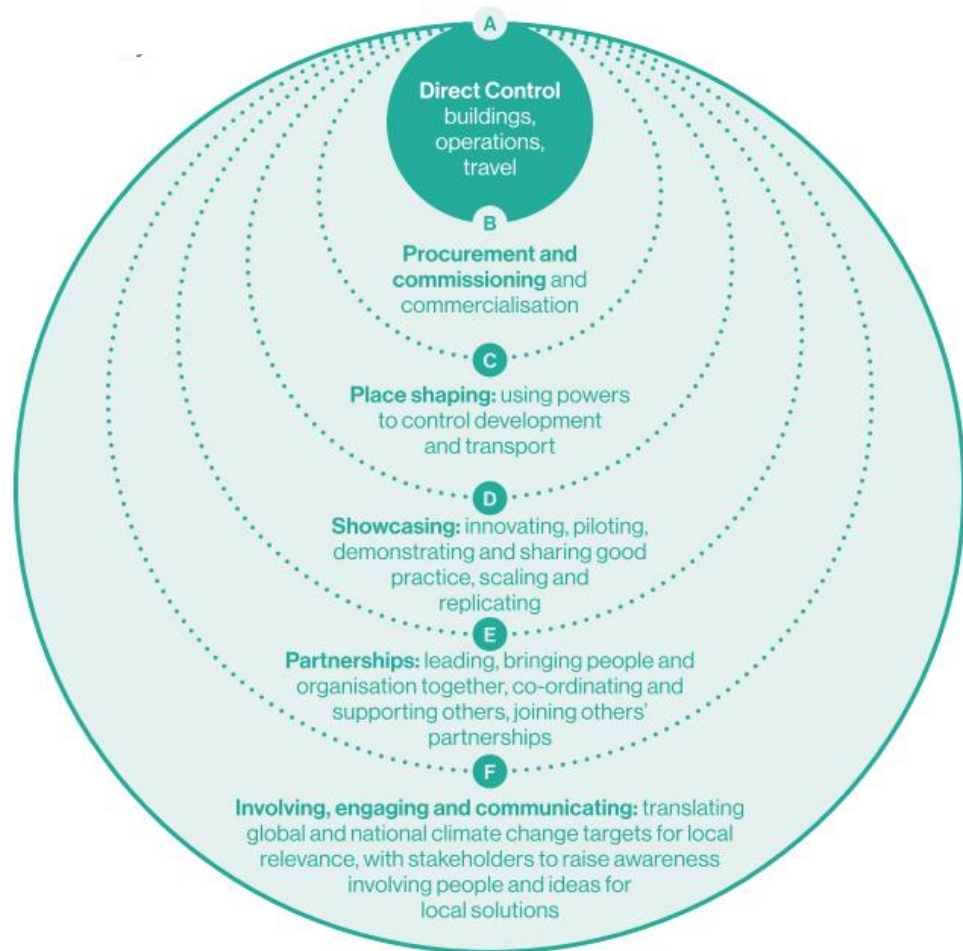 A
Direct Control
buildings,
operations,
travel
B
Procurement and
commissioning and
commercialisation
C
Place shaping: using powers
to control development
and transport
D
Showcasing: innovating, piloting,
demonstrating and sharing good
practice, scaling and
replicating
E
Partnerships: leading, bringing people and
organisation together, co-ordinating and
supporting others, joining others’
partnerships
F
Involving, engaging and communicating: translating
global and national climate change targets for local
relevance, with stakeholders to raise awareness
involving people and ideas for
local solutions